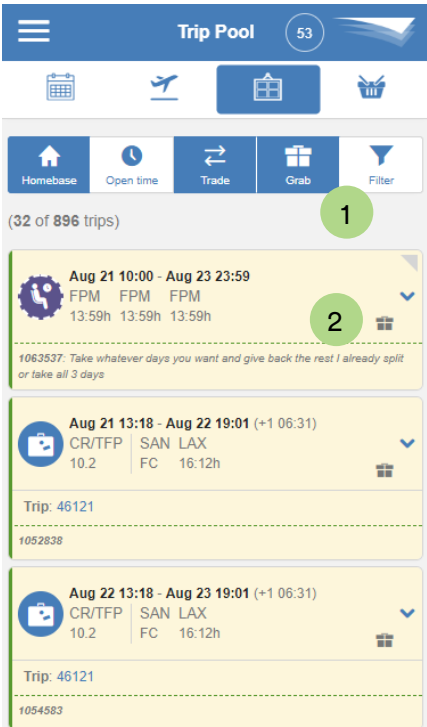 Trip Pool 53
Homebase Open time Trade Grab Filter
1
(32 of 896 trips)
Aug 21 10:00 - Aug 23 23:59
FPM FPM FPM
13:59h 13:59h 13:59h
2
1063537: Take whatever days you want and give back the rest I already split
or take all 3 days
Aug 21 13:18 - Aug 22 19:01 (+1 06:31)
CR/TFP SAN LAX
10.2 FC 16:12h
Trip: 46121
1052838
Aug 22 13:18 - Aug 23 19:01 (+1 06:31)
CR/TFP SAN LAX
10.2 FC 16:12h
Trip: 46121
1054583